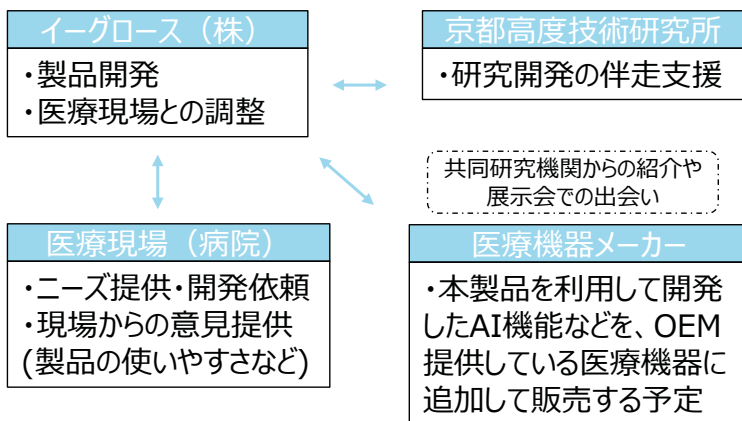 イーグロース（株）
・製品開発
・医療現場との調整
京都高度技術研究所
・研究開発の伴走支援
共同研究機関からの紹介や
展示会での出会い
医療現場（病院）
・ニーズ提供・開発依頼
・現場からの意見提供
(製品の使いやすさなど)
医療機器メーカー
・本製品を利用して開発
したAI機能などを、OEM
提供している医療機器に
追加して販売する予定